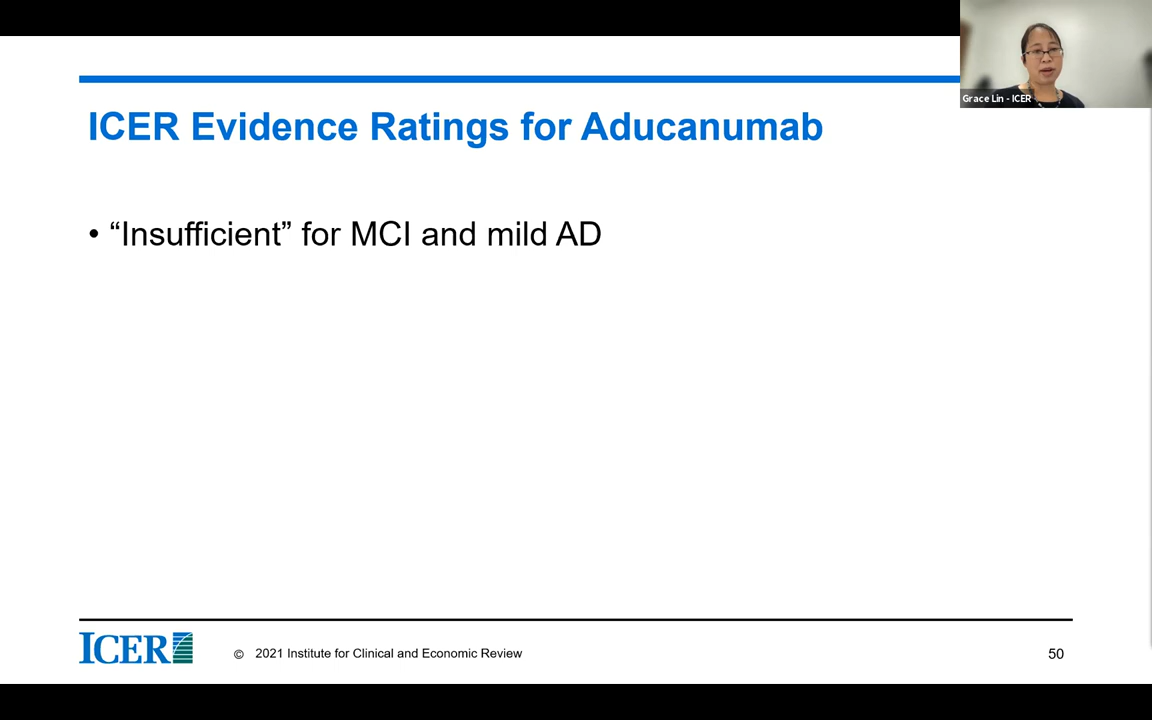 Grace Lin - ICER
ICER Evidence Ratings for Aducanumab
• “Insufficient” for MCI and mild AD
ICER
© 2021 Institute for Clinical and Economic Review
50